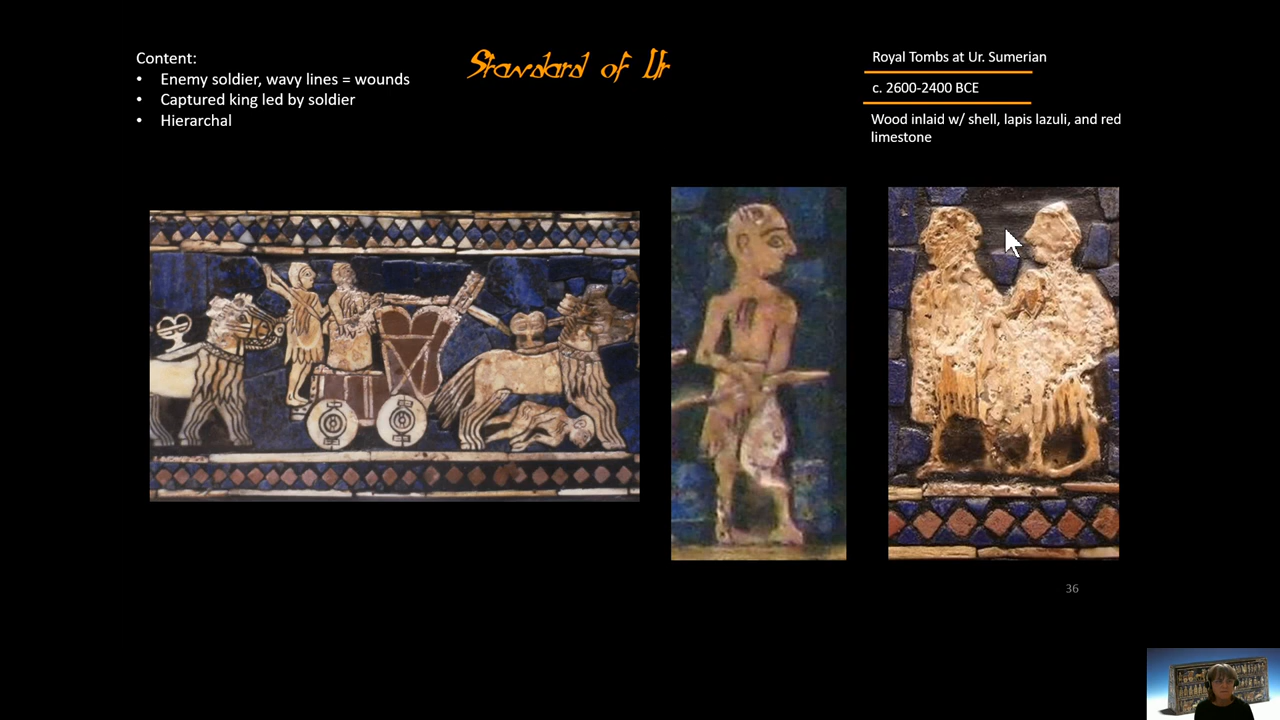 Content:
• Enemy soldier, wavy lines = wounds
• Captured king led by soldier
• Hierarchal
Standard of Ur
Royal Tombs at Ur. Sumerian
c. 2600-2400 BCE
Wood inlaid w/ shell, lapis lazuli, and red
limestone
36